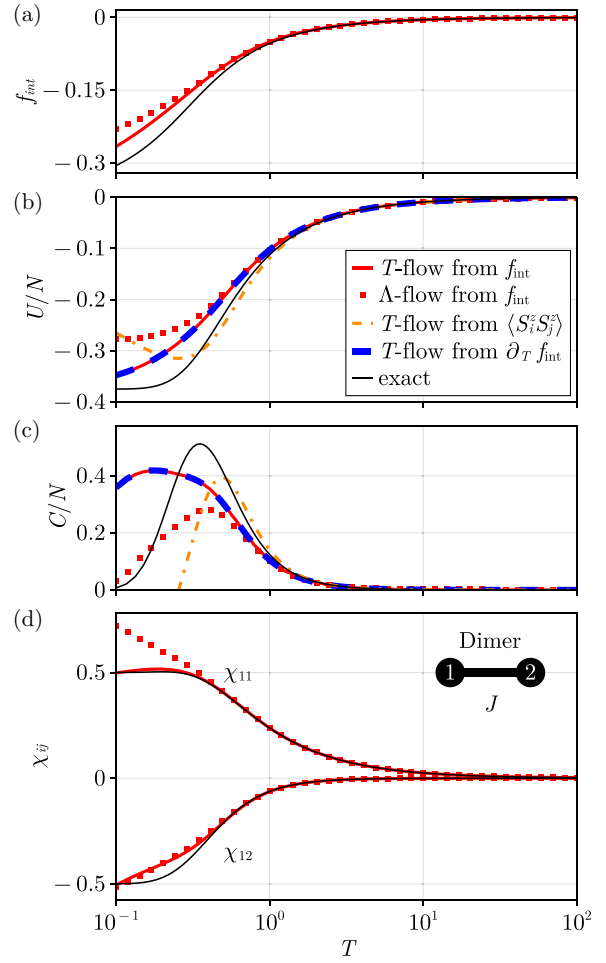 (a)
0
−0.15
−0.3
f_int
(b)
0
−0.1
−0.2
−0.3
−0.4
U/N
T-flow from f_int
Λ-flow from f_int
T-flow from ⟨S_i^z S_j^z⟩
T-flow from ∂_T f_int
exact
(c)
0.4
0.2
0
C/N
(d)
0.5
0
−0.5
χ_ij
χ_11
χ_12
Dimer
1 2
J
10^−1 10^0 10^1 10^2
T